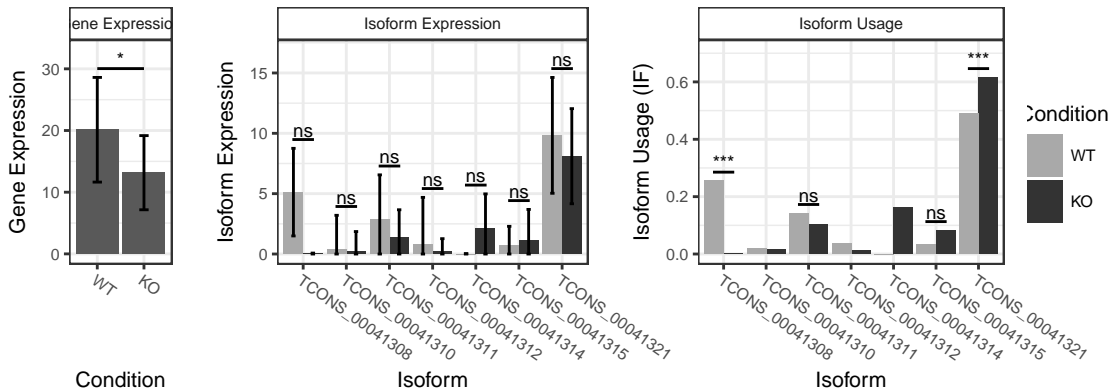 ene Expressio
Isoform Expression
Isoform Usage
Gene Expression
30
20
10
0
*
WT
KO
Condition
Isoform Expression
15
10
5
0
ns
ns
ns
ns
ns
ns
ns
TCONS_00041308
TCONS_00041310
TCONS_00041311
TCONS_00041312
TCONS_00041314
TCONS_00041315
TCONS_00041321
Isoform
Isoform Usage (IF)
0.6
0.4
0.2
0.0
***
ns
ns
***
TCONS_00041308
TCONS_00041310
TCONS_00041311
TCONS_00041312
TCONS_00041314
TCONS_00041315
TCONS_00041321
Isoform
Condition
WT
KO